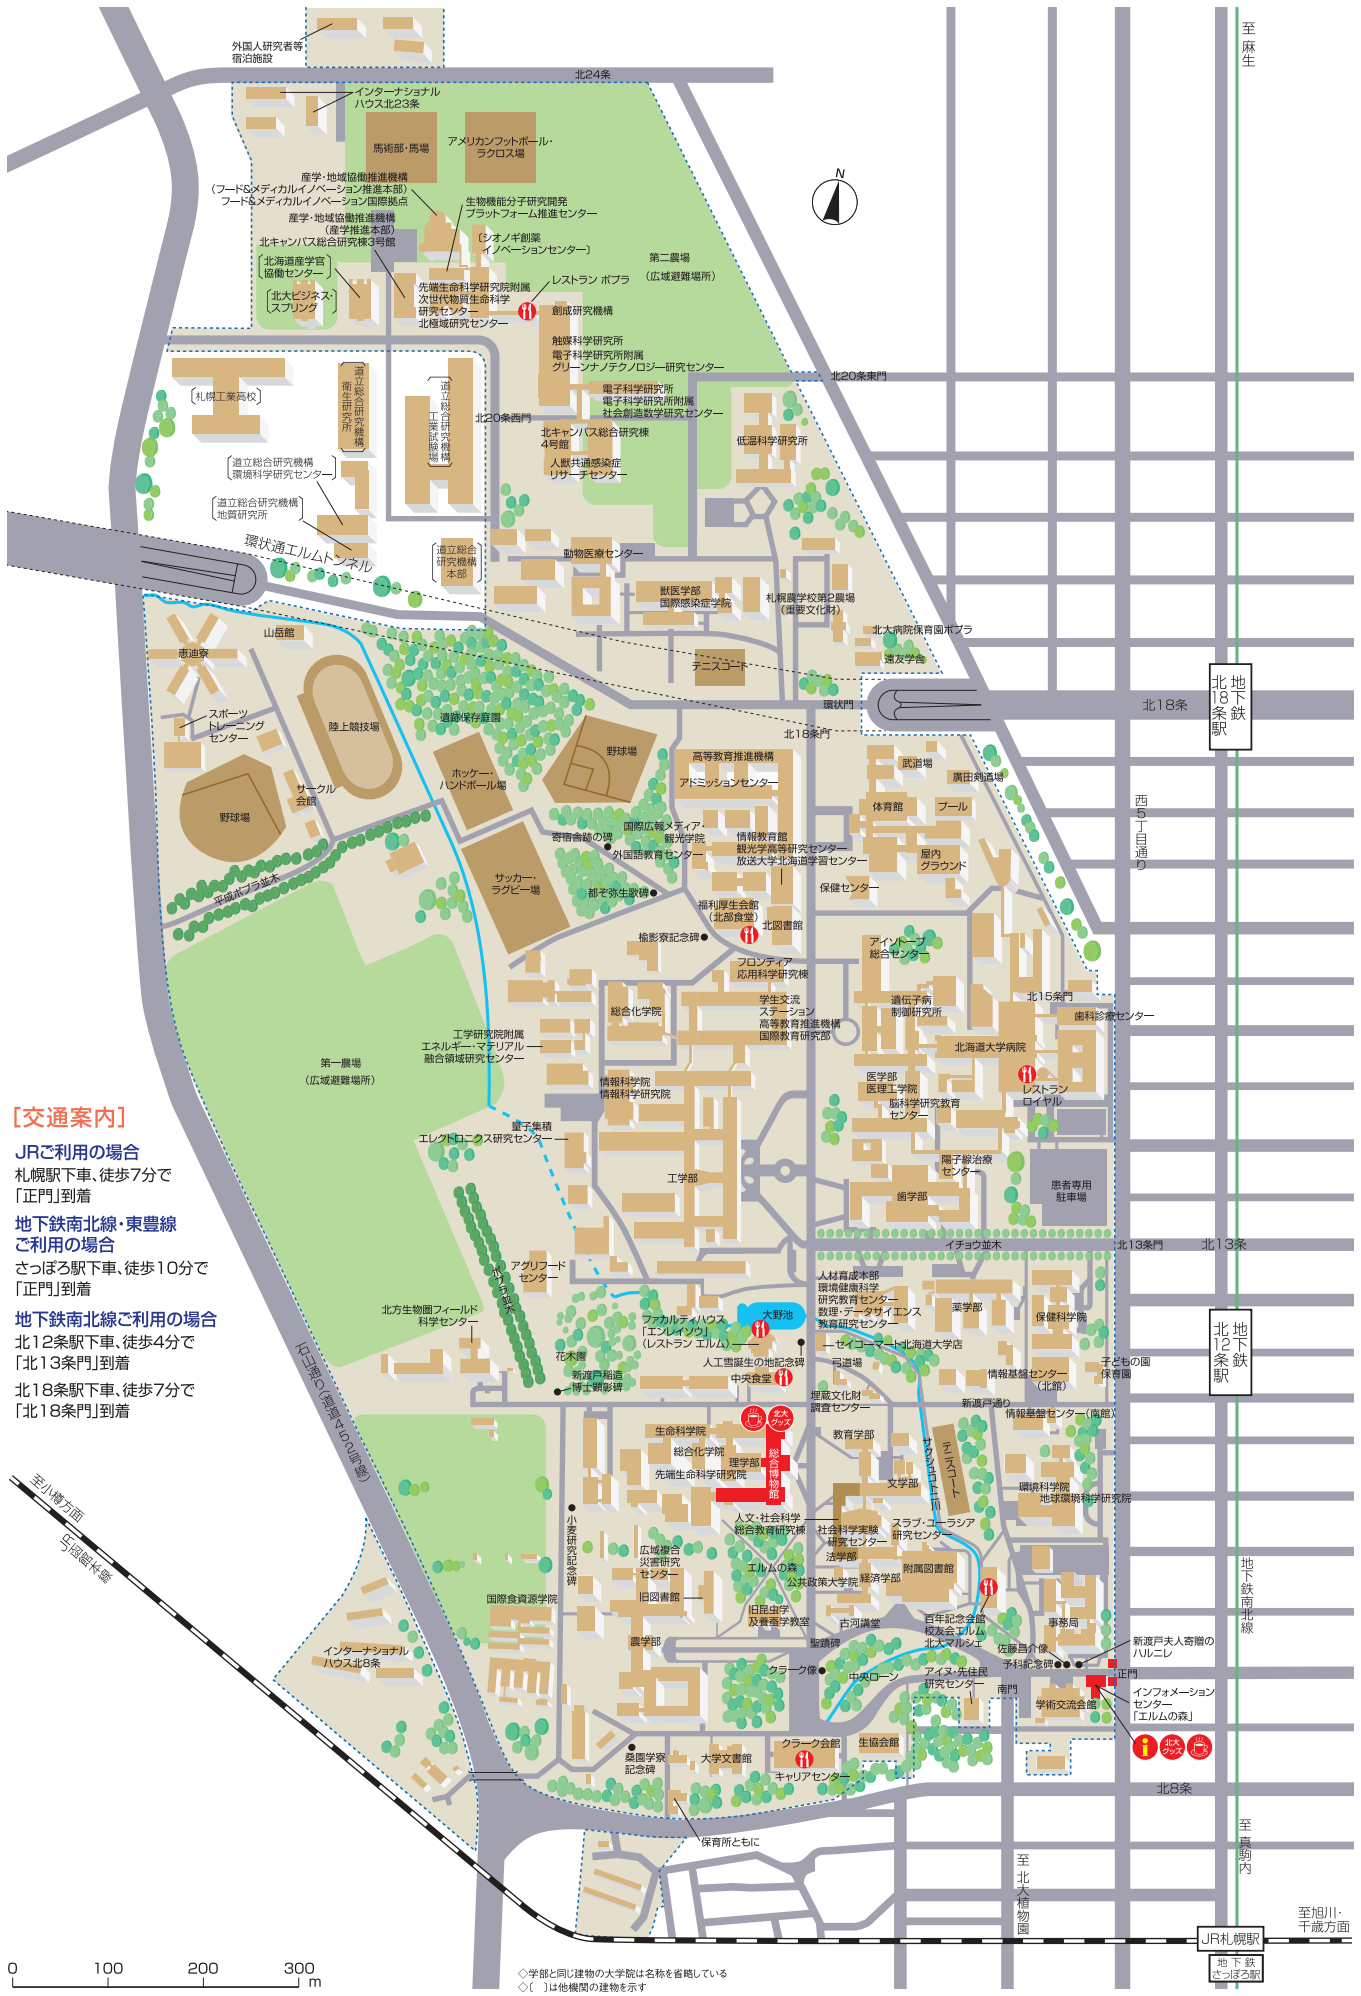 外国人研究者等
宿泊施設
北24条
至 麻生
インターナショナル
ハウス北23条
馬術部・馬場
アメリカンフットボール・
ラクロス場
N
産学・地域協働推進機構
(フード&メディカルイノベーション推進本部)
フード&メディカルイノベーション国際拠点
生物機能分子研究開発
プラットフォーム推進センター
産学・地域協働推進機構
(産学推進本部)
北キャンパス総合研究棟3号館
〔シオノギ創薬
イノベーションセンター〕
第二農場
(広域避難場所)
〔北海道産学官
協働センター〕
〔北大ビジネス・
スプリング〕
先端生命科学研究院附属
次世代物質生命科学
研究センター
北極域研究センター
レストラン ポプラ
創成研究機構
触媒科学研究所
電子科学研究所附属
グリーンナノテクノロジー研究センター
北20条東門
電子科学研究所
電子科学研究所附属
社会創造数学研究センター
〔札幌工業高校〕
〔道立総合研究機構
衛生研究所〕
〔道立総合研究機構
工業試験場〕
北20条西門
北キャンパス総合研究棟
4号館
低温科学研究所
人獣共通感染症
リサーチセンター
〔道立総合研究機構
環境科学研究センター〕
〔道立総合研究機構
地質研究所〕
環状通エルムトンネル
〔道立総合
研究機構
本部〕
動物医療センター
獣医学部
国際感染症学院
札幌農学校第2農場
(重要文化財)
北大病院保育園ポプラ
遠友学舎
山岳館
恵迪寮
テニスコート
スポーツ
トレーニング
センター
陸上競技場
遺跡保存庭園
環状門
北18条門
北18条
地下鉄
北18条駅
野球場
高等教育推進機構
アドミッションセンター
武道場
廣田剣道場
ホッケー・
ハンドボール場
サークル
会館
野球場
体育館
プール
西5丁目通り
寄宿舎跡の碑
国際広報メディア・
観光学院
外国語教育センター
情報教育館
観光学高等研究センター
放送大学北海道学習センター
屋内
グラウンド
保健センター
サッカー・
ラグビー場
都ぞ弥生歌碑
平成ポプラ並木
福利厚生会館
(北部食堂)
北図書館
楡影寮記念碑
アイソトープ
総合センター
フロンティア
応用科学研究棟
総合化学院
学生交流
ステーション
高等教育推進機構
国際教育研究部
遺伝子病
制御研究所
北15条門
歯科診療センター
工学研究院附属
エネルギー・マテリアル
融合領域研究センター
北海道大学病院
第一農場
(広域避難場所)
情報科学院
情報科学研究院
医学部
医理工学院
脳科学研究教育
センター
レストラン
ロイヤル
[交通案内]
JRご利用の場合
札幌駅下車、徒歩7分で
「正門」到着
地下鉄南北線・東豊線
ご利用の場合
さっぽろ駅下車、徒歩10分で
「正門」到着
地下鉄南北線ご利用の場合
北12条駅下車、徒歩4分で
「北13条門」到着
北18条駅下車、徒歩7分で
「北18条門」到着
量子集積
エレクトロニクス研究センター
工学部
陽子線治療
センター
歯学部
患者専用
駐車場
イチョウ並木
北13条門
北13条
アグリフード
センター
ポプラ並木
北方生物圏フィールド
科学センター
人材育成本部
環境健康科学
研究教育センター
数理・データサイエンス
教育研究センター
大野池
ファカルティハウス
「エンレイソウ」
(レストラン エルム)
薬学部
保健科学院
地下鉄
北12条駅
セイコーマート北海道大学店
人工雪誕生の地記念碑
弓道場
中央食堂
花木園
新渡戸稲造
博士顕彰碑
情報基盤センター
(北館)
子どもの園
保育園
埋蔵文化財
調査センター
新渡戸通り
情報基盤センター(南館)
石山通り(道道452号線)
北大
グッズ
生命科学院
総合化学院
理学部
先端生命科学研究院
総合博物館
教育学部
文学部
サクシュコトニ川
テニスコート
環境科学院
地球環境科学研究院
人文・社会科学
総合教育研究棟
社会科学実験
研究センター
スラブ・ユーラシア
研究センター
小麦研究記念碑
広域複合
災害研究
センター
エルムの森
法学部
公共政策大学院
経済学部
附属図書館
地下鉄南北線
至小樽方面
JR函館本線
国際食資源学院
旧図書館
旧昆虫学
及養蚕学教室
古河講堂
百年記念会館
校友会エルム
北大マルシェ
事務局
農学部
聖蹟碑
佐藤昌介像
予科記念碑
新渡戸夫人寄贈の
ハルニレ
インターナショナル
ハウス北8条
クラーク像
中央ローン
アイヌ・先住民
研究センター
南門
正門
学術交流会館
インフォメーション
センター
「エルムの森」
北大
グッズ
桑園学寮
記念碑
大学文書館
クラーク会館
キャリアセンター
生協会館
北8条
保育所ともに
至 真駒内
至 北大植物園
至旭川・
千歳方面
JR札幌駅
地下鉄
さっぽろ駅
0 100 200 300
m
◇学部と同じ建物の大学院は名称を省略している
◇〔 〕は他機関の建物を示す